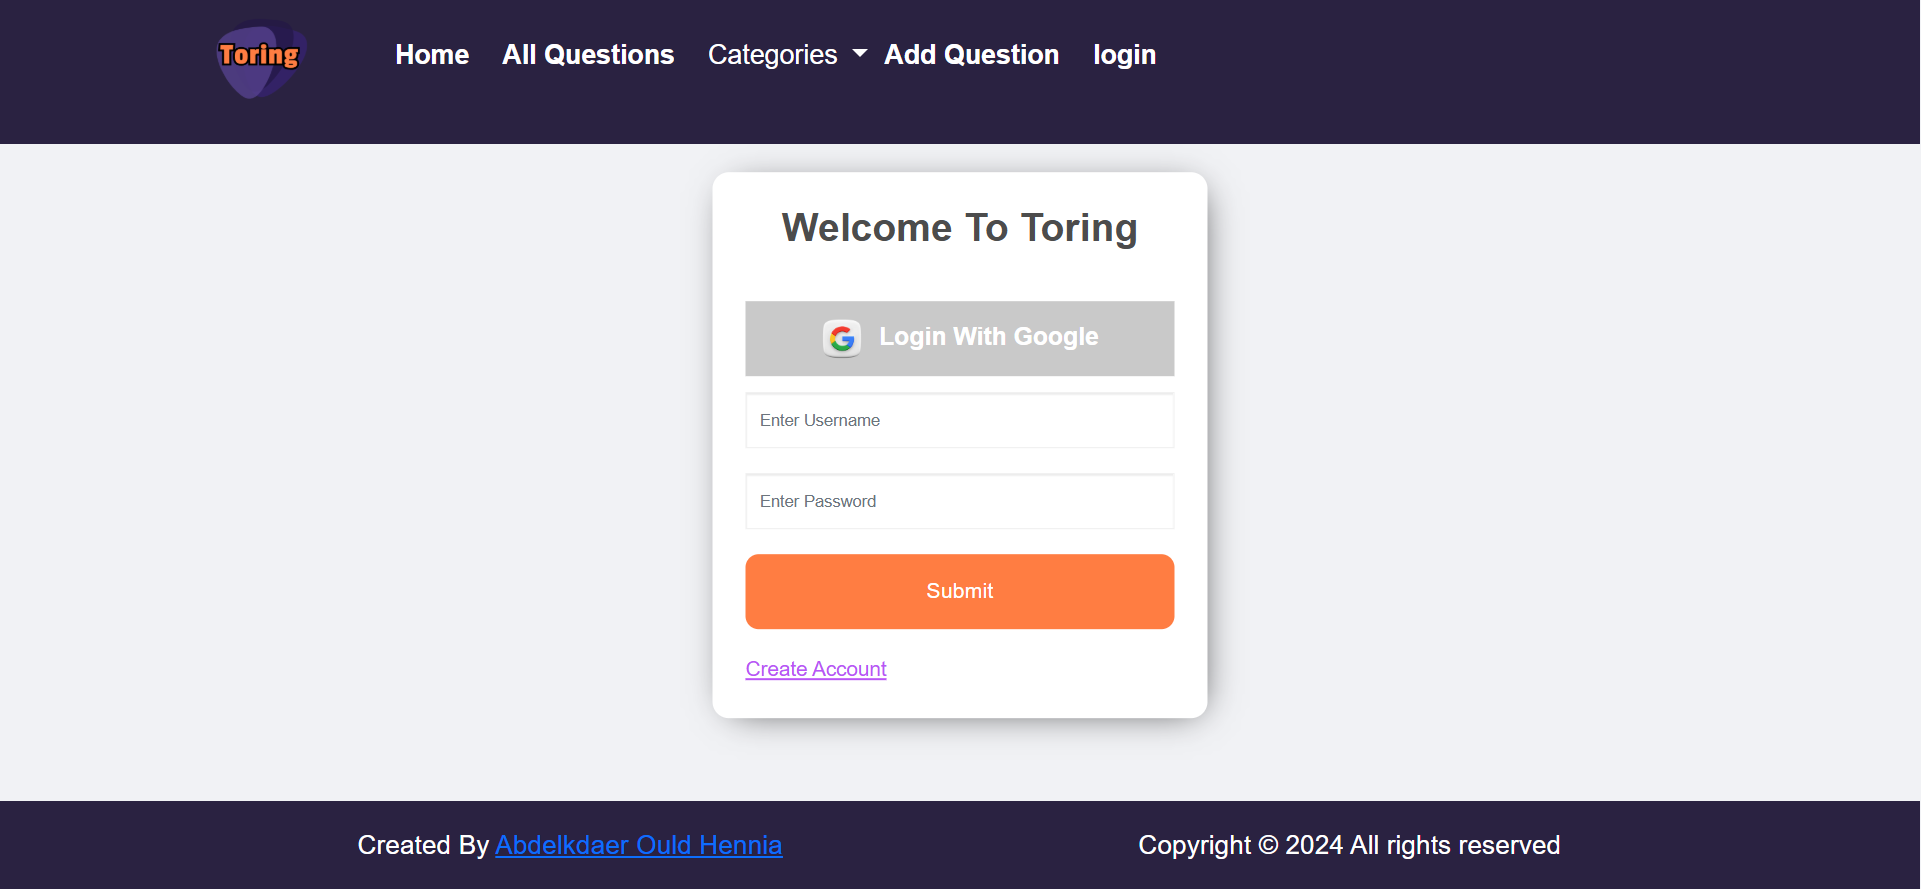 Toring
Home All Questions Categories Add Question login
Welcome To Toring
Login With Google
Enter Username
Enter Password
Submit
Create Account
Created By Abdelkdaer Ould Hennia
Copyright © 2024 All rights reserved